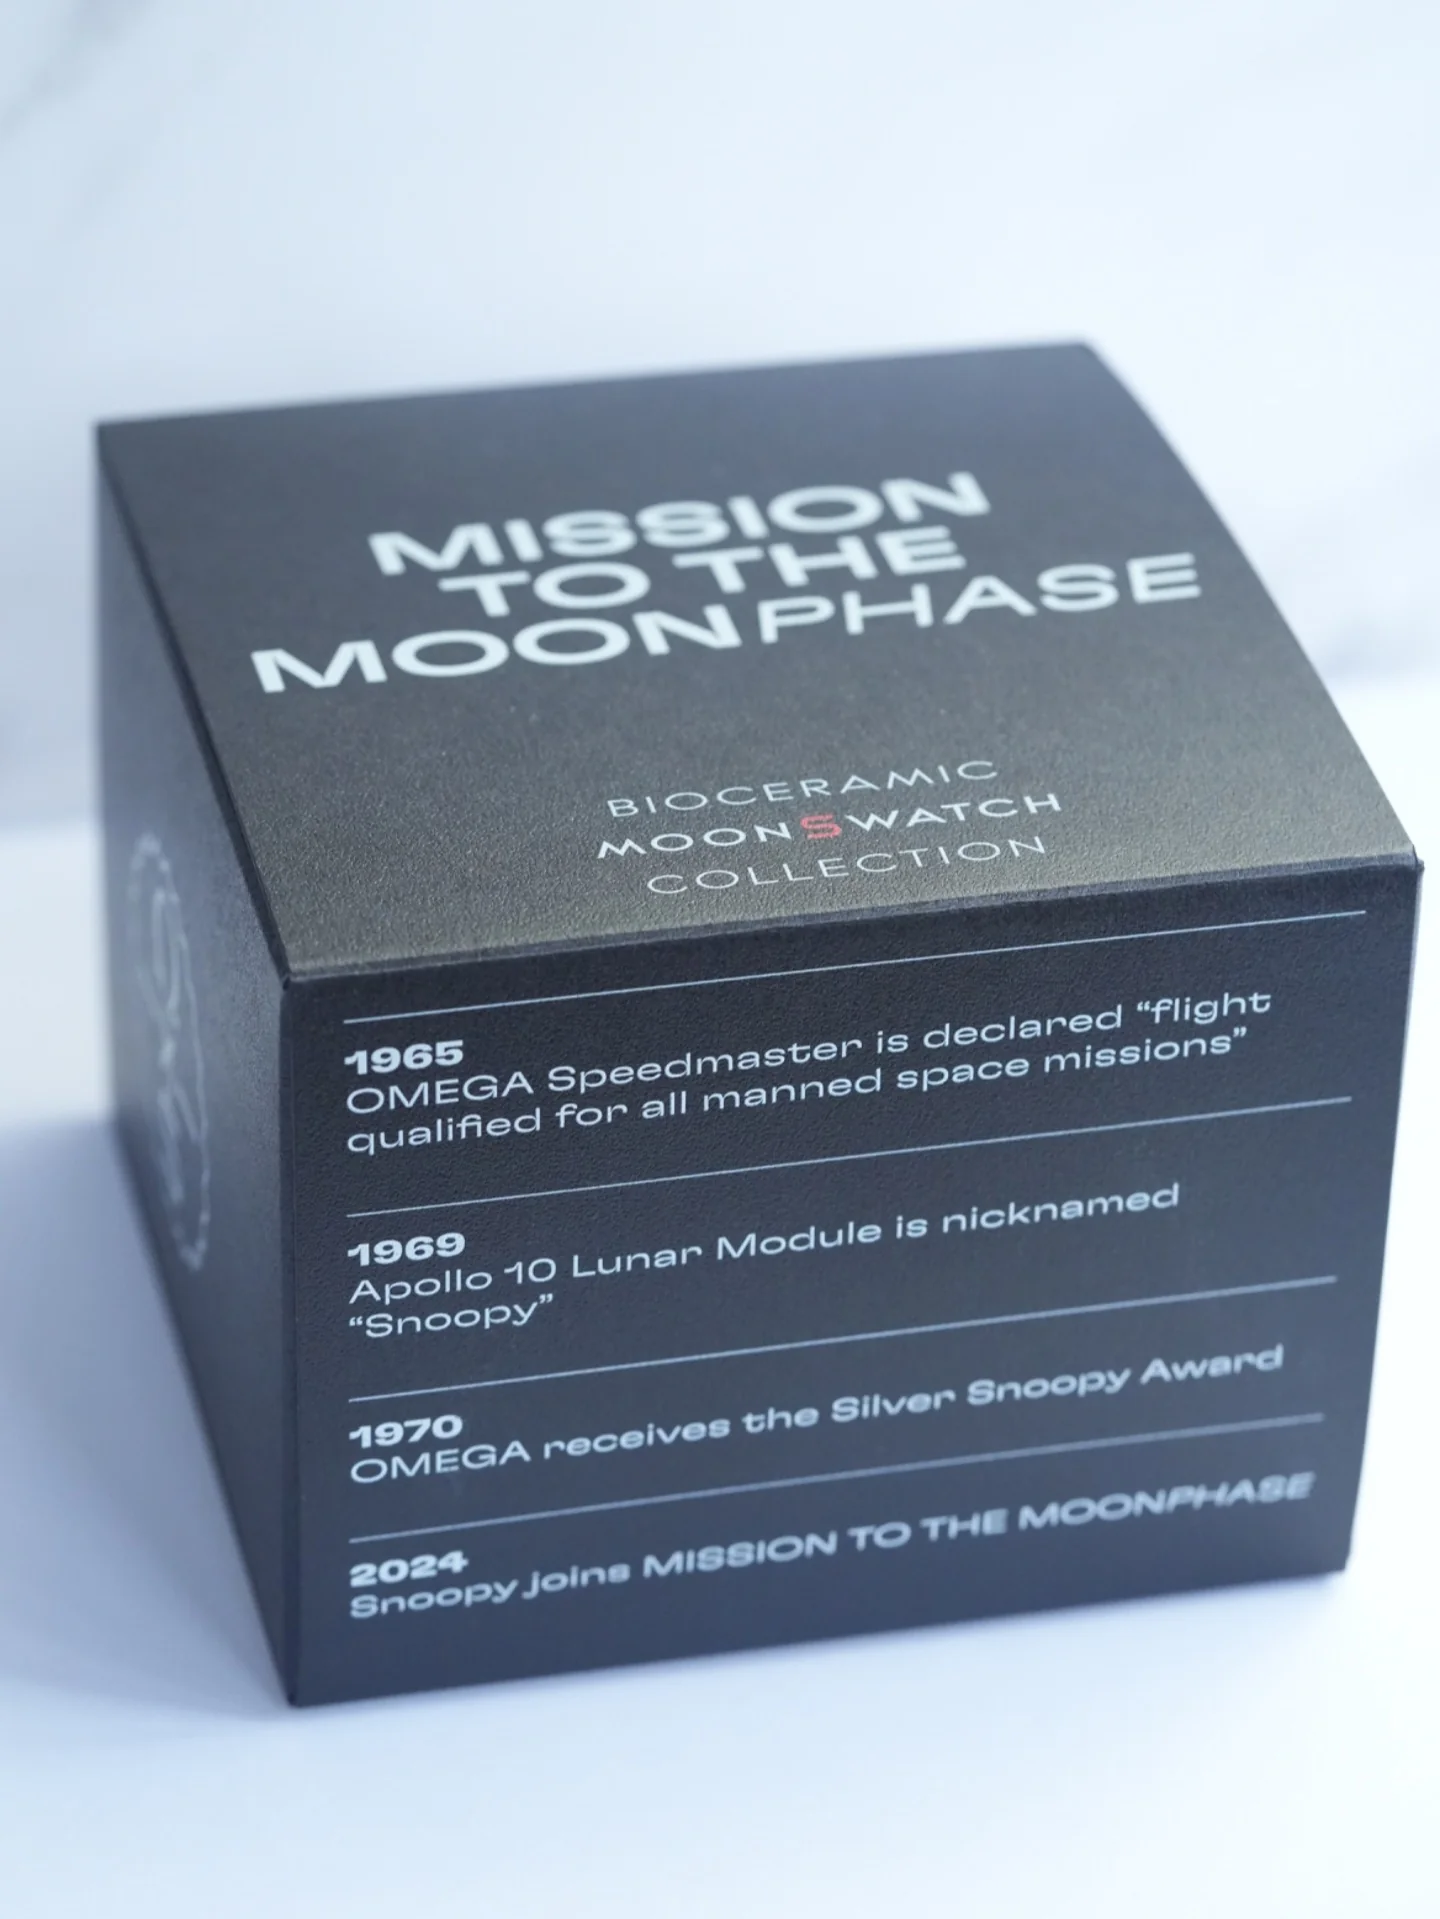 MISSION
TO THE
MOONPHASE
BIOCERAMIC
MOONSWATCH
COLLECTION
1965
OMEGA Speedmaster is declared “flight
qualified for all manned space missions”
1969
Apollo 10 Lunar Module is nicknamed
“Snoopy”
1970
OMEGA receives the Silver Snoopy Award
2024
Snoopy joins MISSION TO THE MOONPHASE